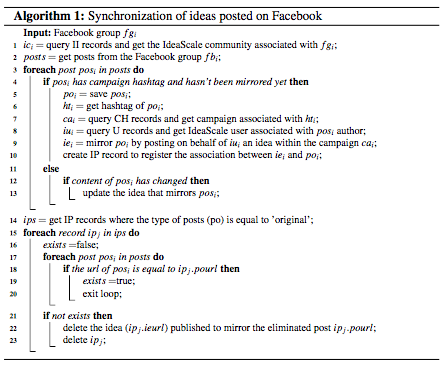 Algorithm 1: Synchronization of ideas posted on Facebook
Input: Facebook group fg_i
1 ic_i = query II records and get the IdeaScale community associated with fg_i;
2 posts = get posts from the Facebook group fb_i;
3 foreach post pos_i in posts do
4 if pos_i has campaign hashtag and hasn't been mirrored yet then
5 po_i = save pos_i;
6 ht_i = get hashtag of po_i;
7 ca_i = query CH records and get campaign associated with ht_i;
8 iu_i = query U records and get IdeaScale user associated with pos_i author;
9 ie_i = mirror po_i by posting on behalf of iu_i an idea within the campaign ca_i;
10 create IP record to register the association between ie_i and po_i;
11 else
12 if content of pos_i has changed then
13 update the idea that mirrors pos_i;
14 ips = get IP records where the type of posts (po) is equal to 'original';
15 foreach record ip_j in ips do
16 exists =false;
17 foreach post pos_i in posts do
18 if the url of pos_i is equal to ip_j.pourl then
19 exists =true;
20 exit loop;
21 if not exists then
22 delete the idea (ip_j.ieurl) published to mirror the eliminated post ip_j.pourl;
23 delete ip_j;